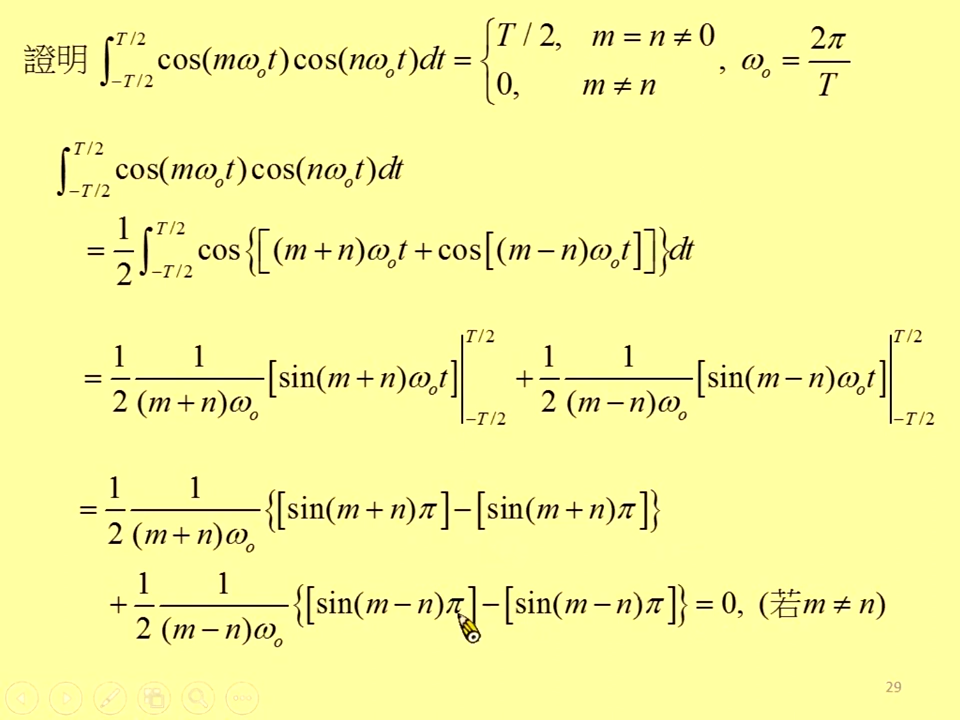 證明 ∫_{−T/2}^{T/2} cos(mω_o t)cos(nω_o t)dt = { T / 2, m = n ≠ 0 ; 0, m ≠ n , ω_o = 2π/T
∫_{−T/2}^{T/2} cos(mω_o t)cos(nω_o t)dt
= 1/2 ∫_{−T/2}^{T/2} cos{[(m + n)ω_o t + cos[(m − n)ω_o t]]}dt
= 1/2 1/((m + n)ω_o) [sin(m + n)ω_o t] |_{−T/2}^{T/2} + 1/2 1/((m − n)ω_o) [sin(m − n)ω_o t] |_{−T/2}^{T/2}
= 1/2 1/((m + n)ω_o) {[sin(m + n)π] − [sin(m + n)π]}
+ 1/2 1/((m − n)ω_o) {[sin(m − n)π] − [sin(m − n)π]} = 0, (若m ≠ n)
29